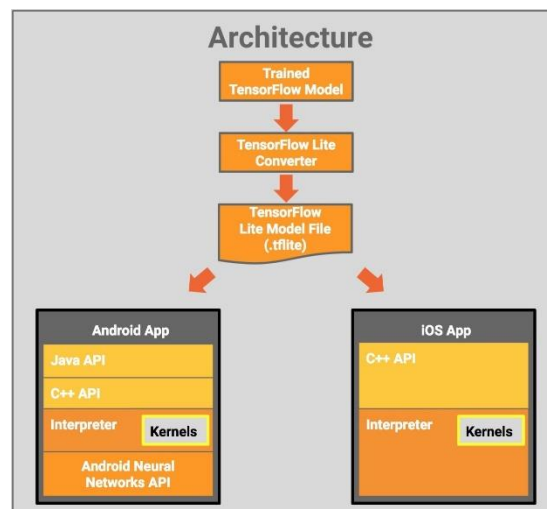 Architecture
Trained
TensorFlow Model
TensorFlow Lite
Converter
TensorFlow
Lite Model File
(.tflite)
Android App
Java API
C++ API
Interpreter
Kernels
Android Neural
Networks API
iOS App
C++ API
Interpreter
Kernels